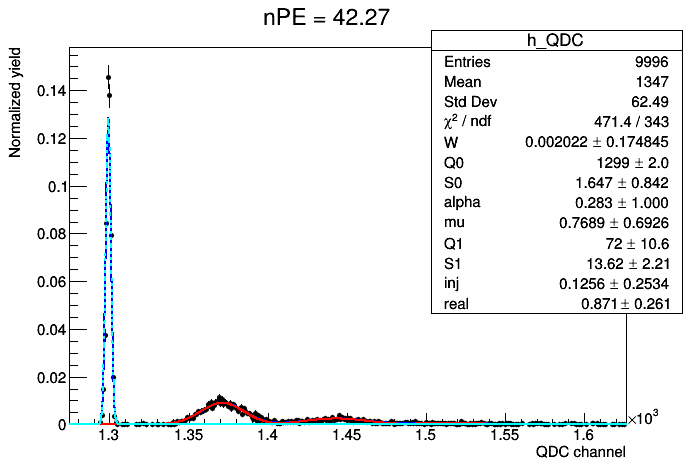 nPE = 42.27
h_QDC
Entries 9996
Mean 1347
Std Dev 62.49
χ² / ndf 471.4 / 343
W 0.002022 ± 0.174845
Q0 1299 ± 2.0
S0 1.647 ± 0.842
alpha 0.283 ± 1.000
mu 0.7689 ± 0.6926
Q1 72 ± 10.6
S1 13.62 ± 2.21
inj 0.1256 ± 0.2534
real 0.871± 0.261
Normalized yield
0.14
0.12
0.1
0.08
0.06
0.04
0.02
0
1.3 1.35 1.4 1.45 1.5 1.55 1.6
×10³
QDC channel